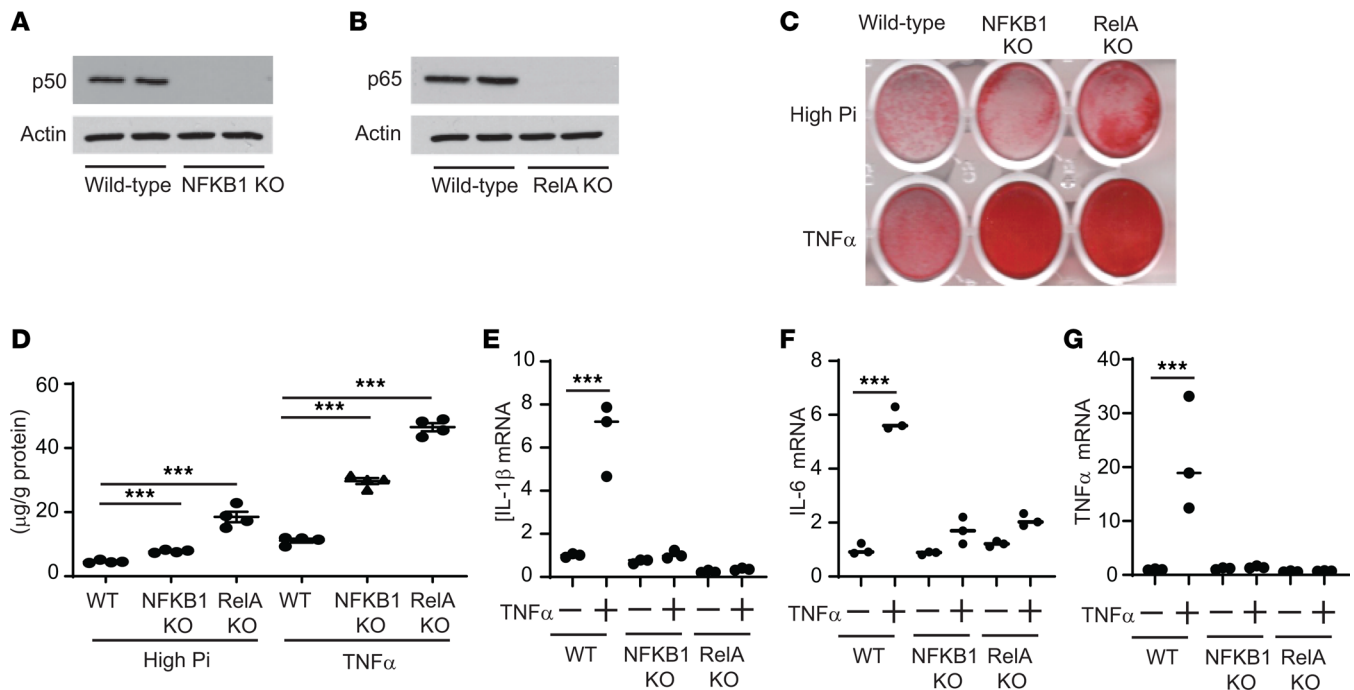 A
p50
Actin
Wild-type NFKB1 KO
B
p65
Actin
Wild-type RelA KO
C
Wild-type NFKB1 KO RelA KO
High Pi
TNFα
D
(μg/g protein)
60
40
20
0
*** *** *** ***
WT NFKB1 KO RelA KO WT NFKB1 KO RelA KO
High Pi TNFα
E
[IL-1β mRNA
10
8
6
4
2
0
***
TNFα − + − + − +
WT NFKB1 KO RelA KO
F
IL-6 mRNA
8
6
4
2
0
***
TNFα − + − + − +
WT NFKB1 KO RelA KO
G
TNFα mRNA
40
30
20
10
0
***
TNFα − + − + − +
WT NFKB1 KO RelA KO